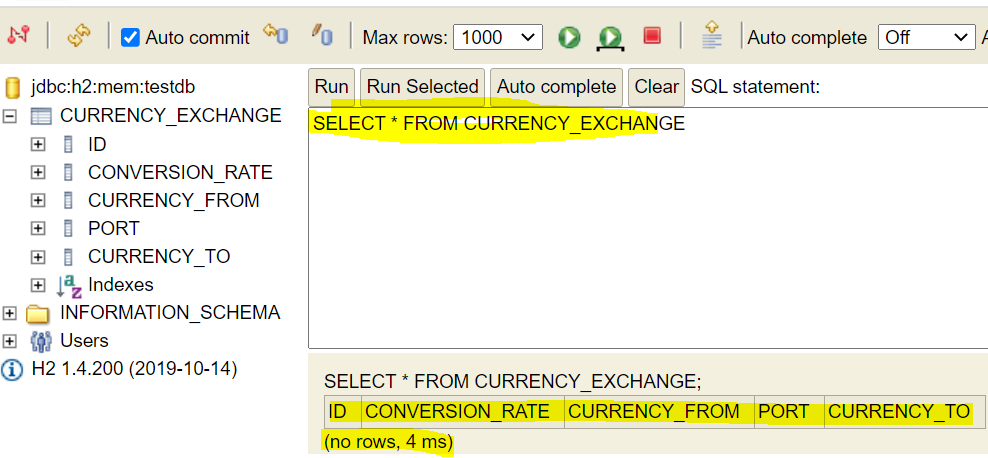 Auto commit Max rows: 1000 Auto complete Off A
jdbc:h2:mem:testdb
CURRENCY_EXCHANGE
ID
CONVERSION_RATE
CURRENCY_FROM
PORT
CURRENCY_TO
Indexes
INFORMATION_SCHEMA
Users
H2 1.4.200 (2019-10-14)
Run Run Selected Auto complete Clear SQL statement:
SELECT * FROM CURRENCY_EXCHANGE
SELECT * FROM CURRENCY_EXCHANGE;
ID CONVERSION_RATE CURRENCY_FROM PORT CURRENCY_TO
(no rows, 4 ms)